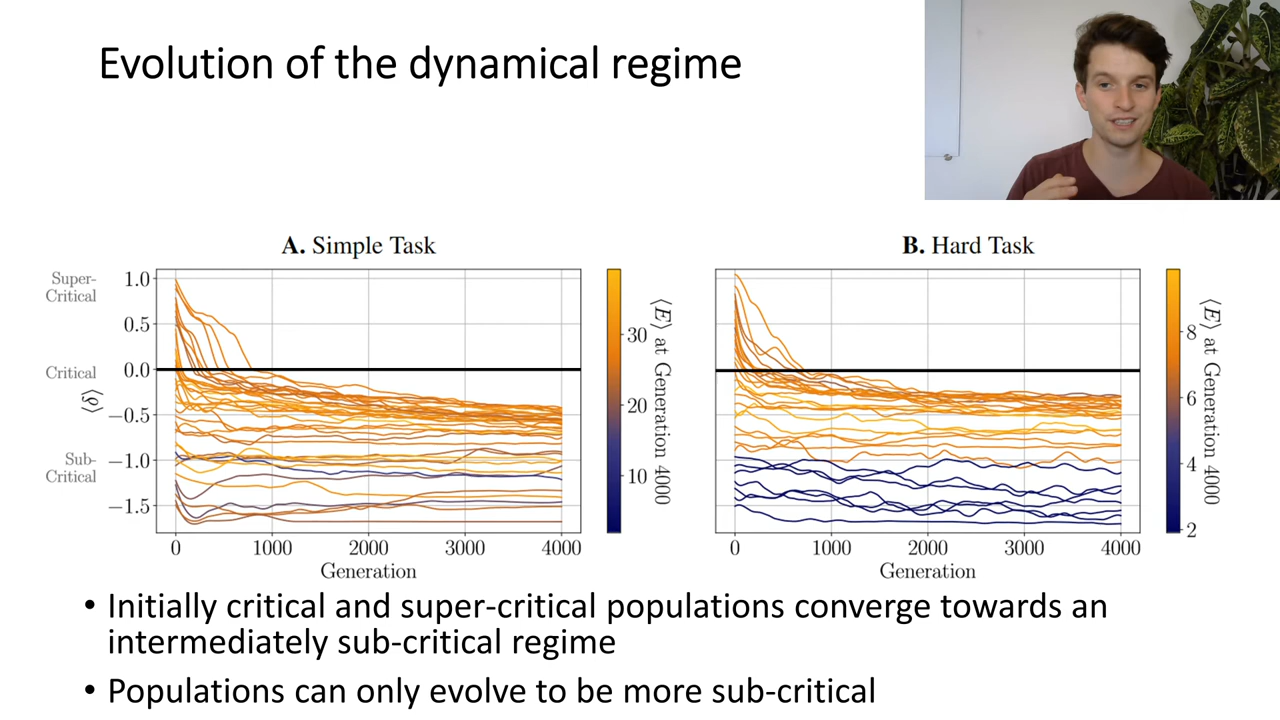 Evolution of the dynamical regime
A. Simple Task
Super-
Critical
Critical
Sub-
Critical
⟨δ⟩
1.0
0.5
0.0
−0.5
−1.0
−1.5
0 1000 2000 3000 4000
Generation
30
20
10
⟨E⟩ at Generation 4000
B. Hard Task
0 1000 2000 3000 4000
Generation
8
6
4
2
⟨E⟩ at Generation 4000
• Initially critical and super-critical populations converge towards an
intermediately sub-critical regime
• Populations can only evolve to be more sub-critical